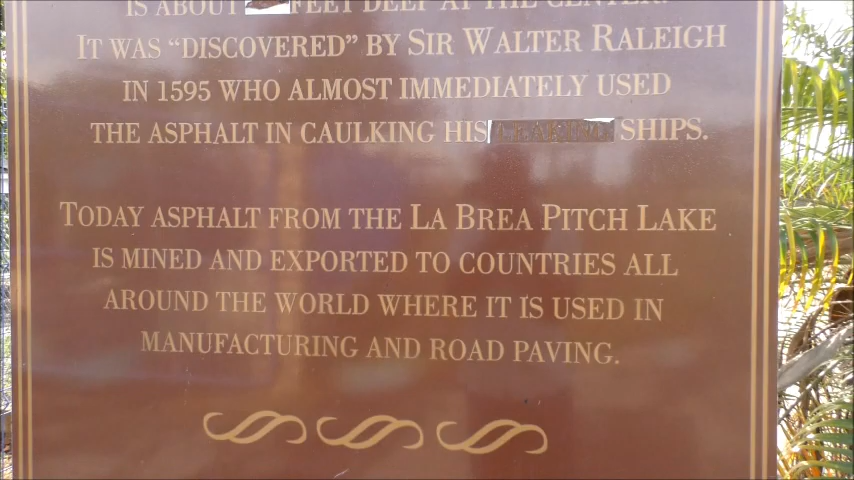 IS ABOUT FEET DEEP AT THE CENTER.
IT WAS “DISCOVERED” BY SIR WALTER RALEIGH
IN 1595 WHO ALMOST IMMEDIATELY USED
THE ASPHALT IN CAULKING HIS LEAKING SHIPS.
TODAY ASPHALT FROM THE LA BREA PITCH LAKE
IS MINED AND EXPORTED TO COUNTRIES ALL
AROUND THE WORLD WHERE IT IS USED IN
MANUFACTURING AND ROAD PAVING.